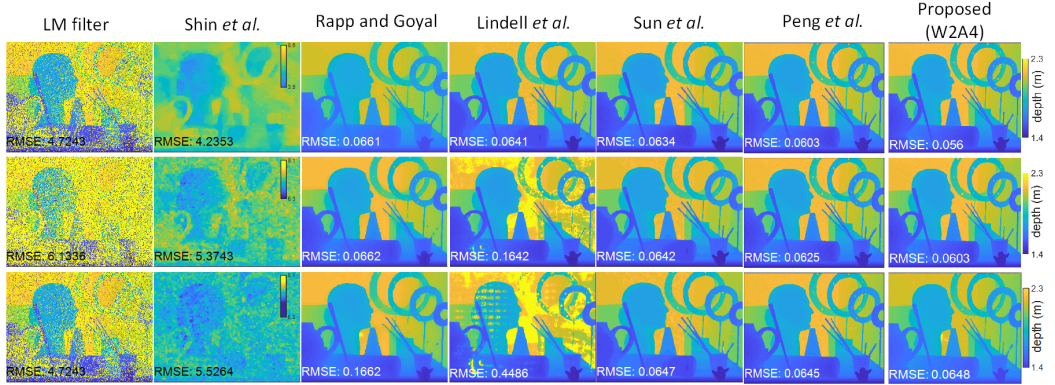 LM filter
Shin et al.
Rapp and Goyal
Lindell et al.
Sun et al.
Peng et al.
Proposed
(W2A4)
RMSE: 4.7243
RMSE: 4.2353
RMSE: 0.0661
RMSE: 0.0641
RMSE: 0.0634
RMSE: 0.0603
RMSE: 0.056
2.3
depth (m)
1.4
RMSE: 6.1336
RMSE: 5.3743
RMSE: 0.0662
RMSE: 0.1642
RMSE: 0.0642
RMSE: 0.0625
RMSE: 0.0603
2.3
depth (m)
1.4
RMSE: 4.7243
RMSE: 5.5264
RMSE: 0.1662
RMSE: 0.4486
RMSE: 0.0647
RMSE: 0.0645
RMSE: 0.0648
2.3
depth (m)
1.4